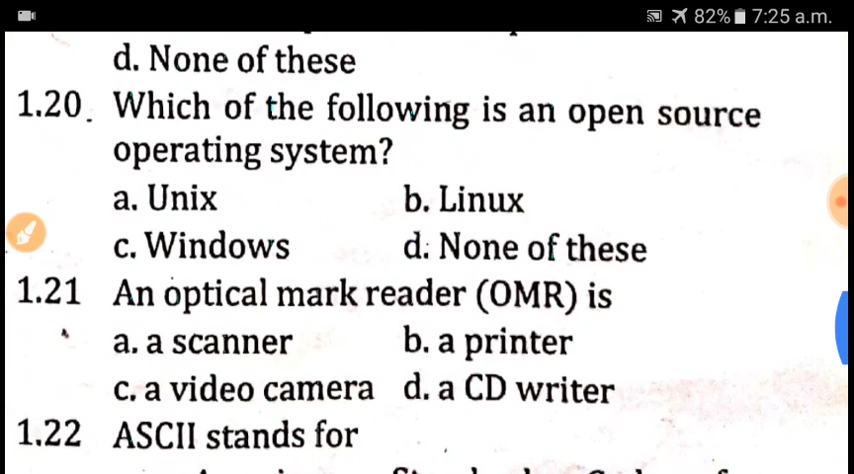 82% 7:25 a.m.
d. None of these
1.20. Which of the following is an open source
operating system?
a. Unix b. Linux
c. Windows d. None of these
1.21 An optical mark reader (OMR) is
a. a scanner b. a printer
c. a video camera d. a CD writer
1.22 ASCII stands for